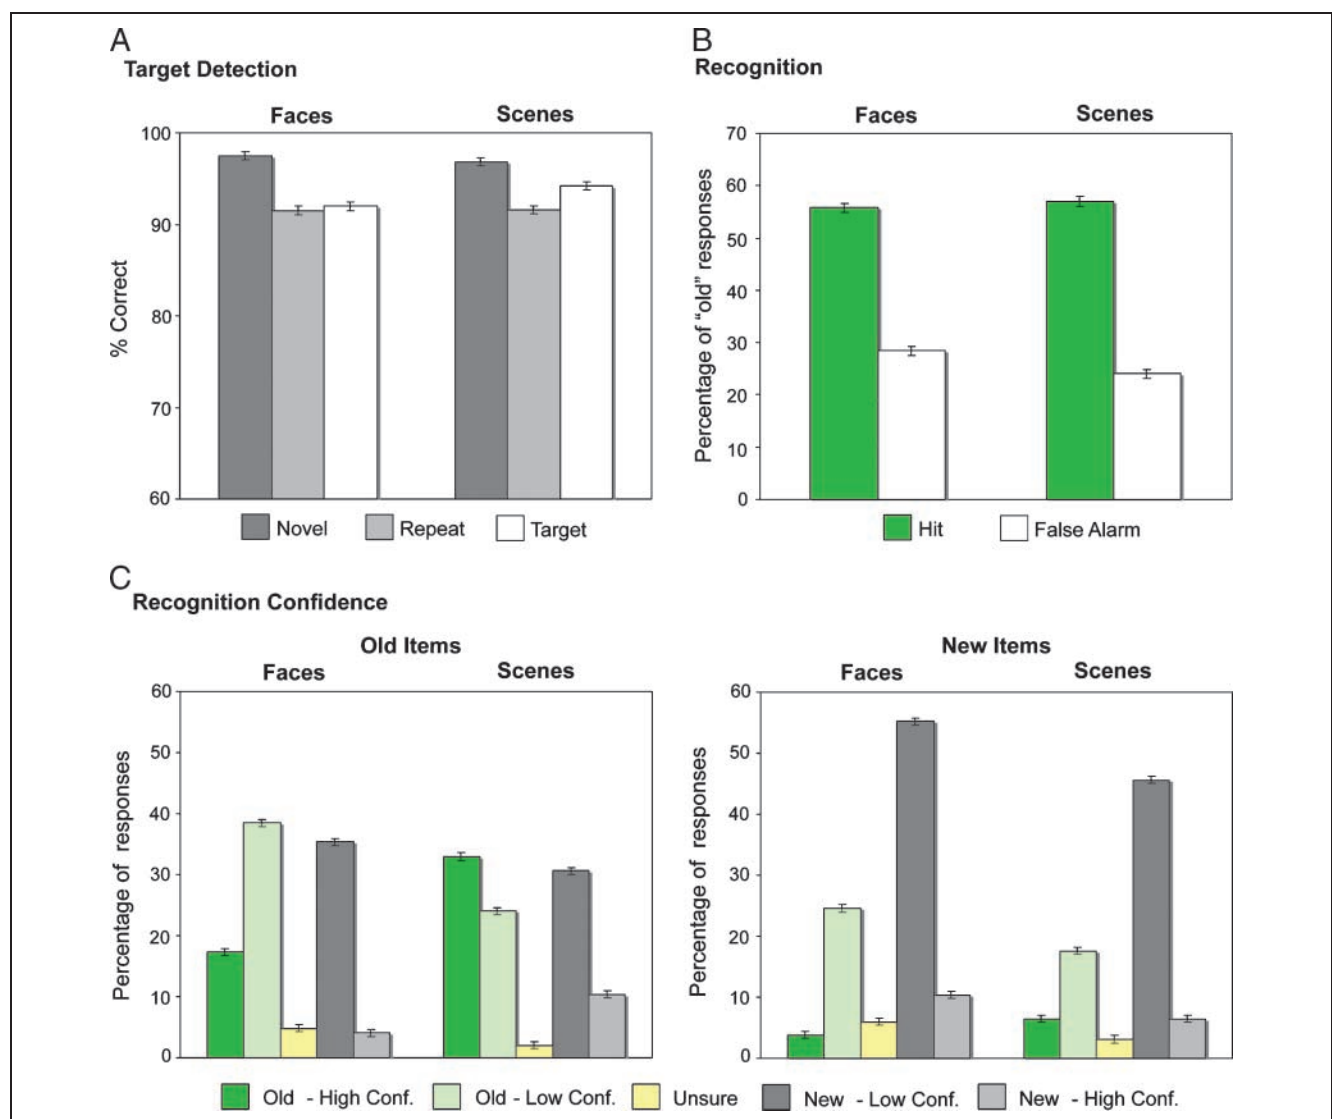 A
Target Detection
Faces Scenes
100
90
80
70
60
% Correct
Novel Repeat Target
B
Recognition
Faces Scenes
70
60
50
40
30
20
10
0
Percentage of “old” responses
Hit False Alarm
C
Recognition Confidence
Old Items
Faces Scenes
60
50
40
30
20
10
0
Percentage of responses
New Items
Faces Scenes
60
50
40
30
20
10
0
Percentage of responses
Old - High Conf. Old - Low Conf. Unsure New - Low Conf. New - High Conf.